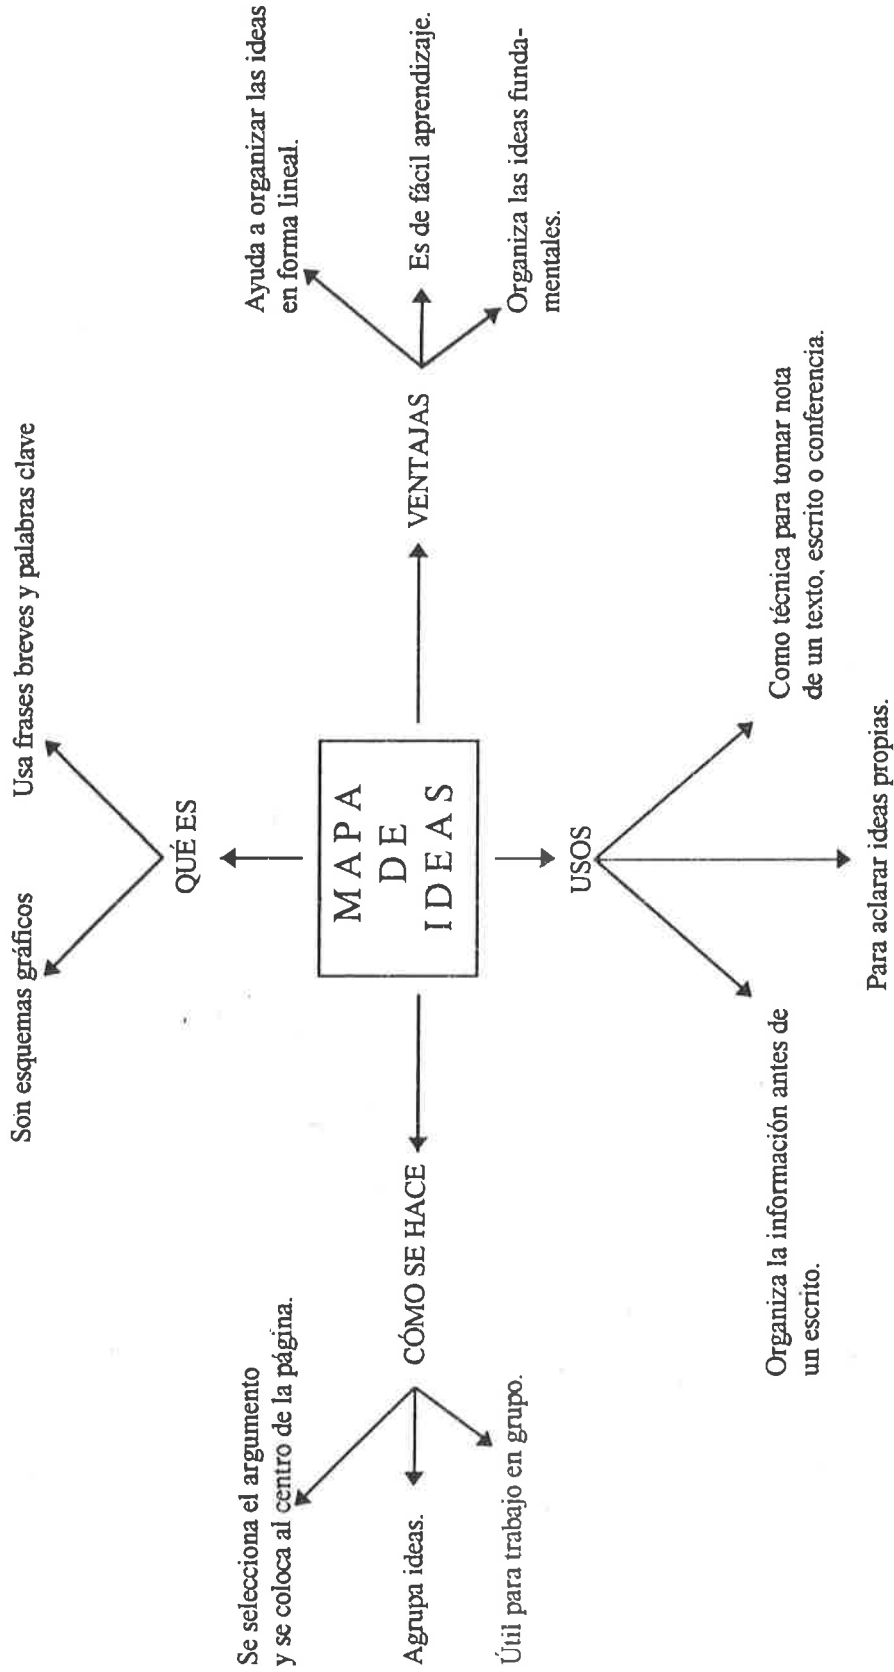 Son esquemas gráficos
Usa frases breves y palabras clave
QUÉ ES
Se selecciona el argumento
y se coloca al centro de la página.
Agrupa ideas.
Útil para trabajo en grupo.
CÓMO SE HACE
MAPA
DE
IDEAS
VENTAJAS
Ayuda a organizar las ideas
en forma lineal.
Es de fácil aprendizaje.
Organiza las ideas funda-
mentales.
USOS
Organiza la información antes de
un escrito.
Para aclarar ideas propias.
Como técnica para tomar nota
de un texto, escrito o conferencia.